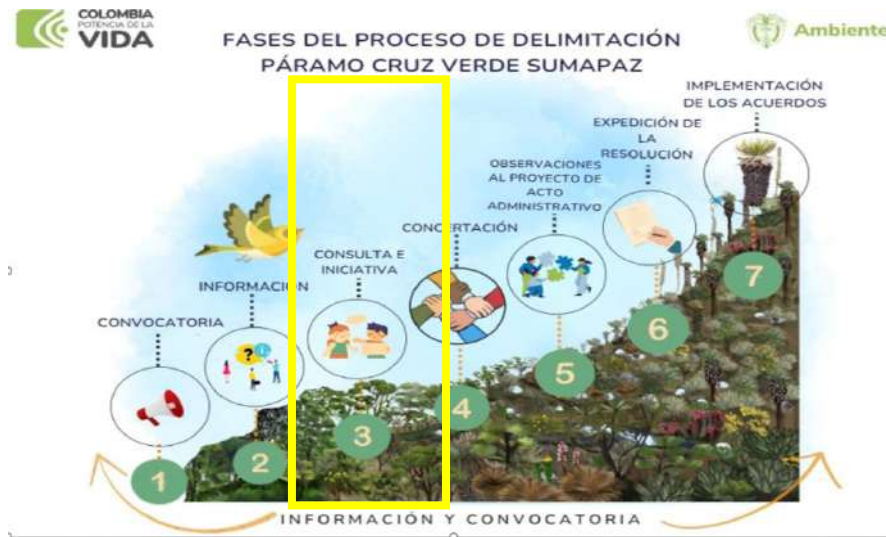 COLOMBIA
POTENCIA DE LA
VIDA
Ambiente
FASES DEL PROCESO DE DELIMITACIÓN
PÁRAMO CRUZ VERDE SUMAPAZ
CONVOCATORIA
1
INFORMACIÓN
?
2
CONSULTA E
INICIATIVA
3
CONCERTACIÓN
4
OBSERVACIONES
AL PROYECTO DE
ACTO
ADMINISTRATIVO
5
EXPEDICIÓN DE
LA
RESOLUCIÓN
6
IMPLEMENTACIÓN
DE LOS ACUERDOS
7
INFORMACIÓN Y CONVOCATORIA